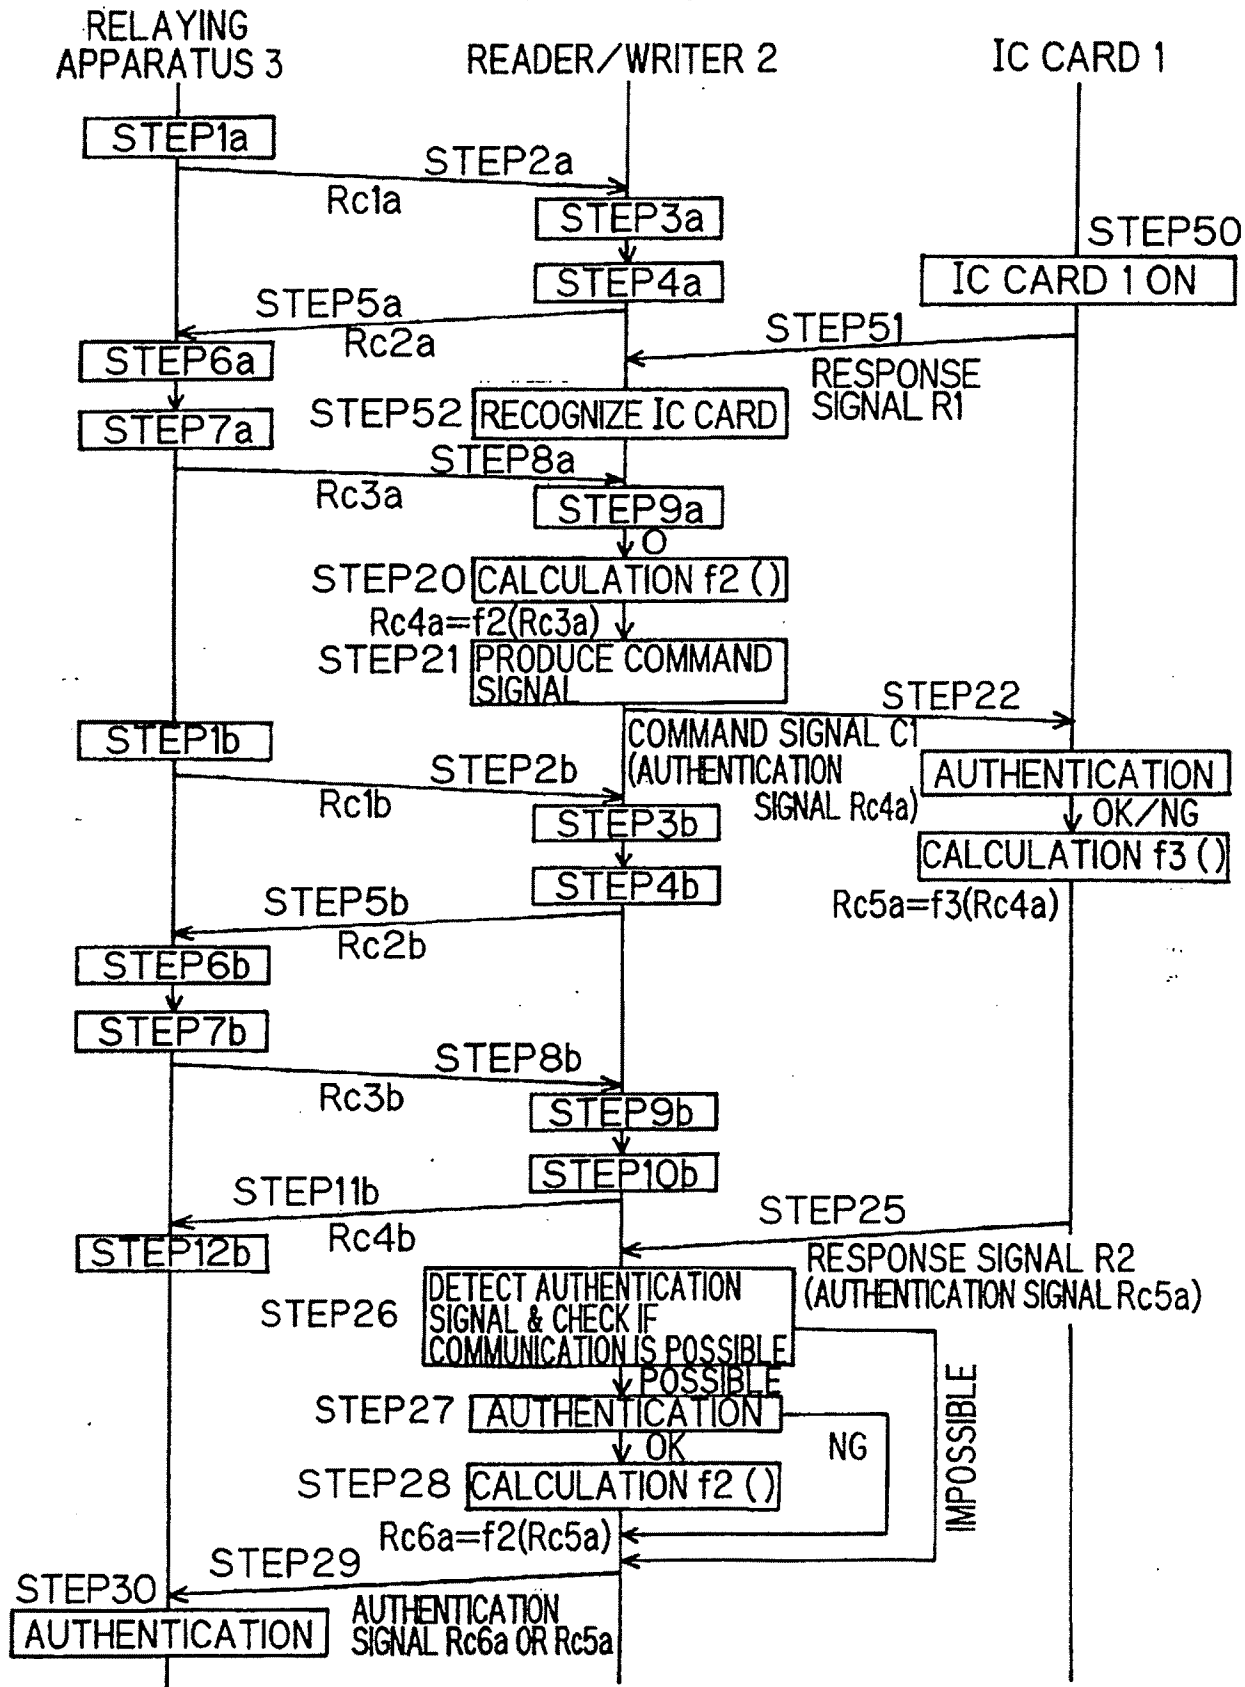 RELAYING
APPARATUS 3
READER/WRITER 2
IC CARD 1
STEP1a
STEP2a
Rc1a
STEP3a
STEP50
STEP4a
IC CARD 1 ON
STEP5a
Rc2a
STEP51
STEP6a
RESPONSE
SIGNAL R1
STEP52
RECOGNIZE IC CARD
STEP7a
STEP8a
Rc3a
STEP9a
O
STEP20
CALCULATION f2 ()
Rc4a=f2(Rc3a)
STEP21
PRODUCE COMMAND
SIGNAL
STEP22
STEP1b
COMMAND SIGNAL C1
(AUTHENTICATION
SIGNAL Rc4a)
STEP2b
Rc1b
AUTHENTICATION
STEP3b
OK/NG
CALCULATION f3 ()
STEP4b
Rc5a=f3(Rc4a)
STEP5b
Rc2b
STEP6b
STEP7b
STEP8b
Rc3b
STEP9b
STEP10b
STEP11b
Rc4b
STEP25
STEP12b
RESPONSE SIGNAL R2
(AUTHENTICATION SIGNAL Rc5a)
STEP26
DETECT AUTHENTICATION
SIGNAL & CHECK IF
COMMUNICATION IS POSSIBLE
POSSIBLE
IMPOSSIBLE
STEP27
AUTHENTICATION
OK
NG
STEP28
CALCULATION f2 ()
Rc6a=f2(Rc5a)
STEP29
STEP30
AUTHENTICATION
AUTHENTICATION
SIGNAL Rc6a OR Rc5a